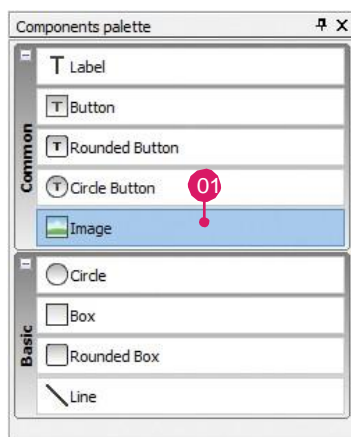 Components palette
Common
T Label
T Button
T Rounded Button
T Circle Button
01
Image
Basic
Circle
Box
Rounded Box
Line